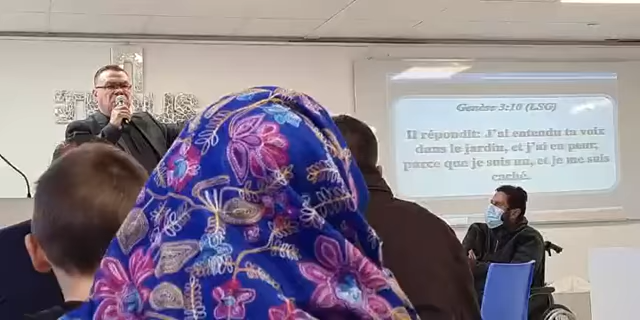 Genèse 3:10 (LSG)
Il répondit: J'ai entendu ta voix
dans le jardin, et j'ai eu peur,
parce que je suis nu, et je me suis
caché.